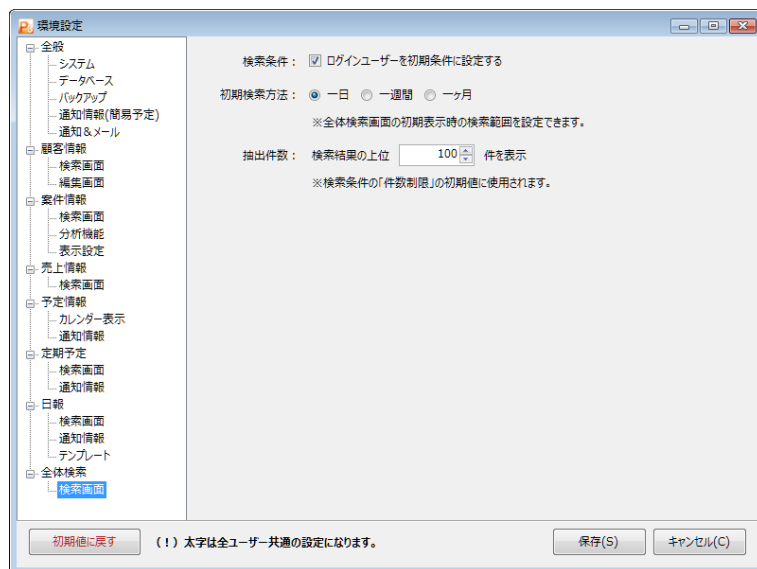 環境設定
全般
システム
データベース
バックアップ
通知情報(簡易予定)
通知＆メール
顧客情報
検索画面
編集画面
案件情報
検索画面
分析機能
表示設定
売上情報
検索画面
予定情報
カレンダー表示
通知情報
定期予定
検索画面
通知情報
日報
検索画面
通知情報
テンプレート
全体検索
検索画面
検索条件： ログインユーザーを初期条件に設定する
初期検索方法： 一日 一週間 一ヶ月
※全体検索画面の初期表示時の検索範囲を設定できます。
抽出件数： 検索結果の上位 100 件を表示
※検索条件の「件数制限」の初期値に使用されます。
初期値に戻す (！) 太字は全ユーザー共通の設定になります。 保存(S) キャンセル(C)